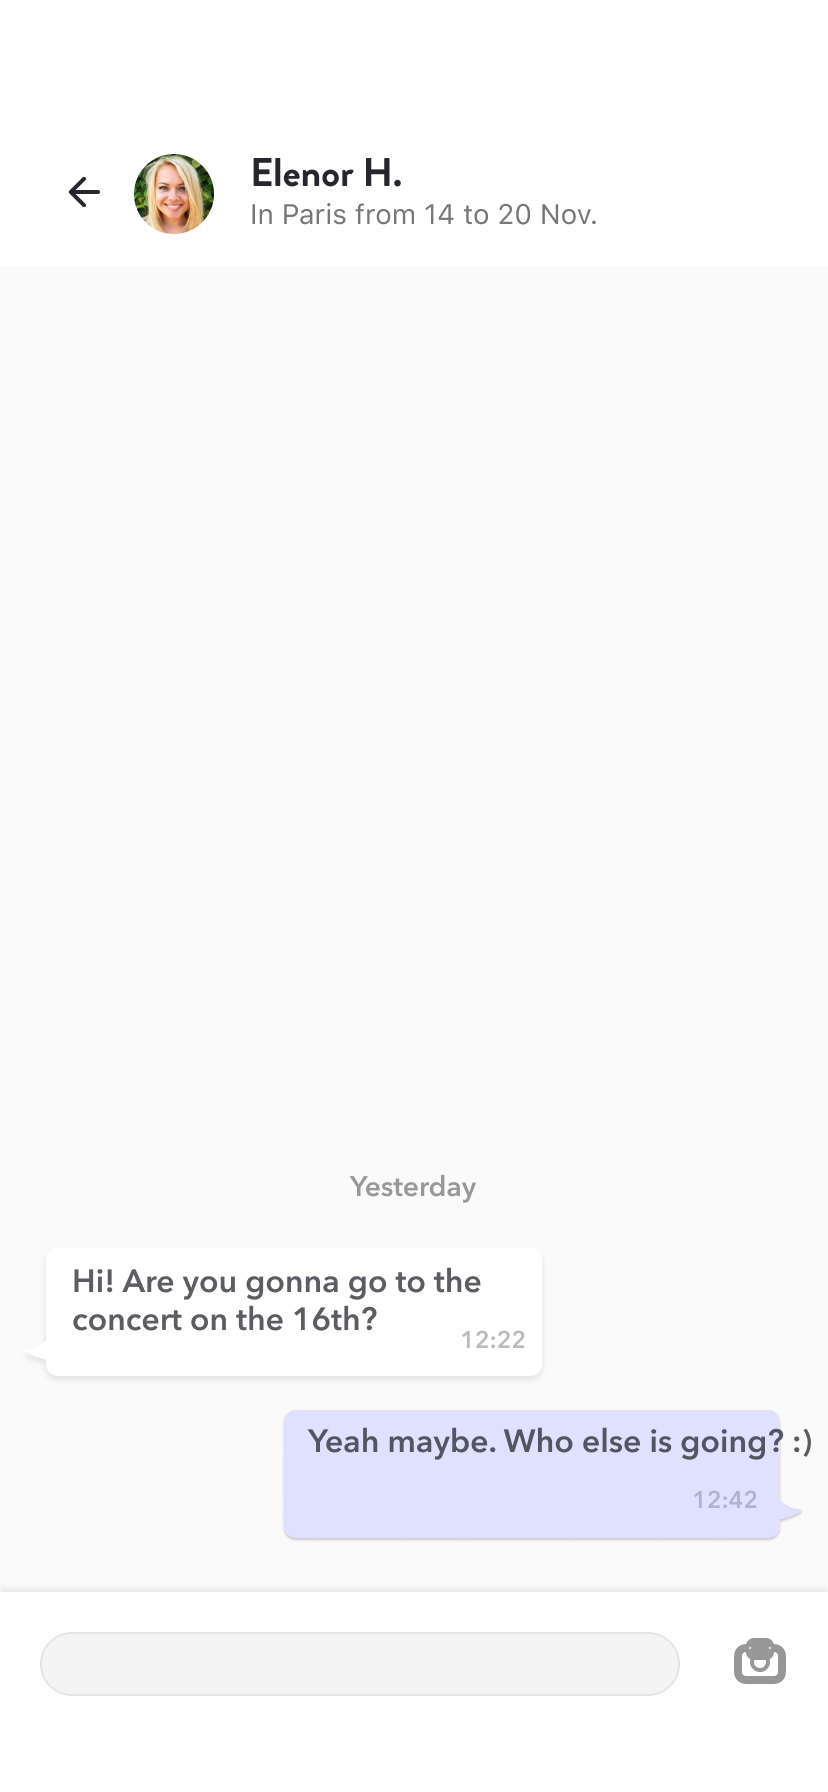 Elenor H.
In Paris from 14 to 20 Nov.
Yesterday
Hi! Are you gonna go to the
concert on the 16th?
12:22
Yeah maybe. Who else is going? :)
12:42